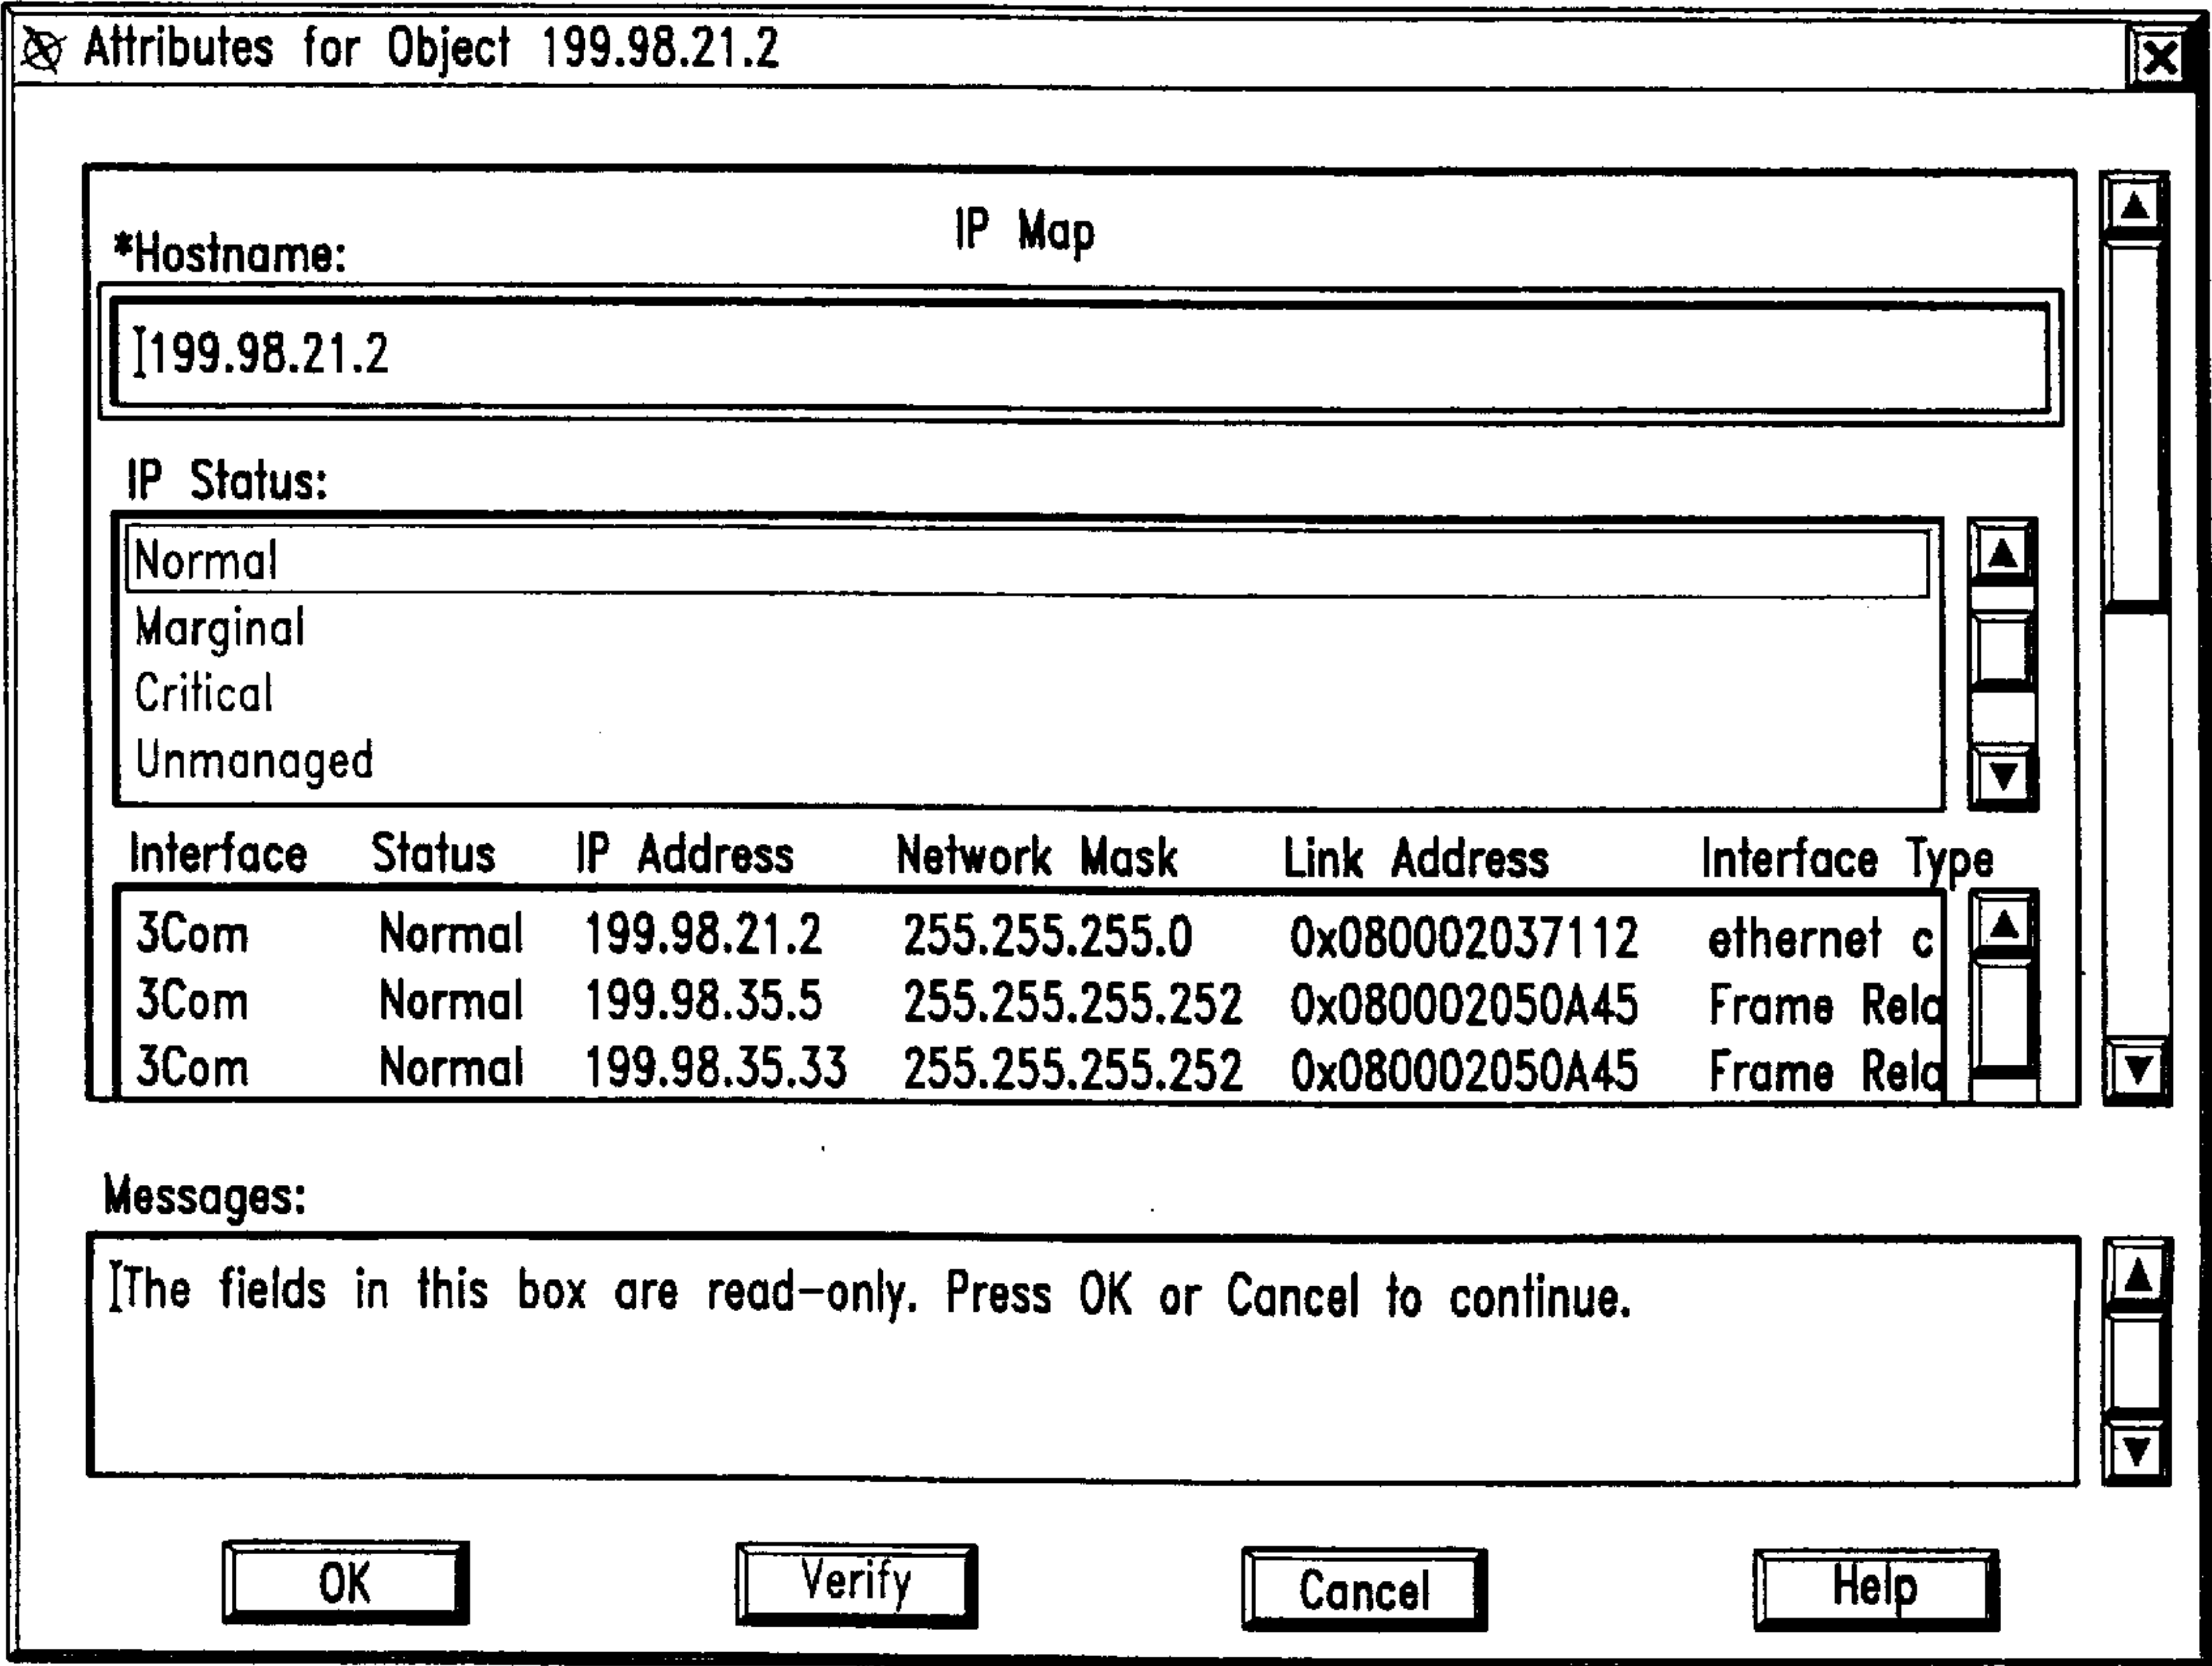 Attributes for Object 199.98.21.2
IP Map
*Hostname:
199.98.21.2
IP Status:
Normal
Marginal
Critical
Unmanaged
Interface Status IP Address Network Mask Link Address Interface Type
3Com Normal 199.98.21.2 255.255.255.0 0x080002037112 ethernet c
3Com Normal 199.98.35.5 255.255.255.252 0x080002050A45 Frame Rela
3Com Normal 199.98.35.33 255.255.255.252 0x080002050A45 Frame Rela
Messages:
The fields in this box are read-only. Press OK or Cancel to continue.
OK Verify Cancel Help